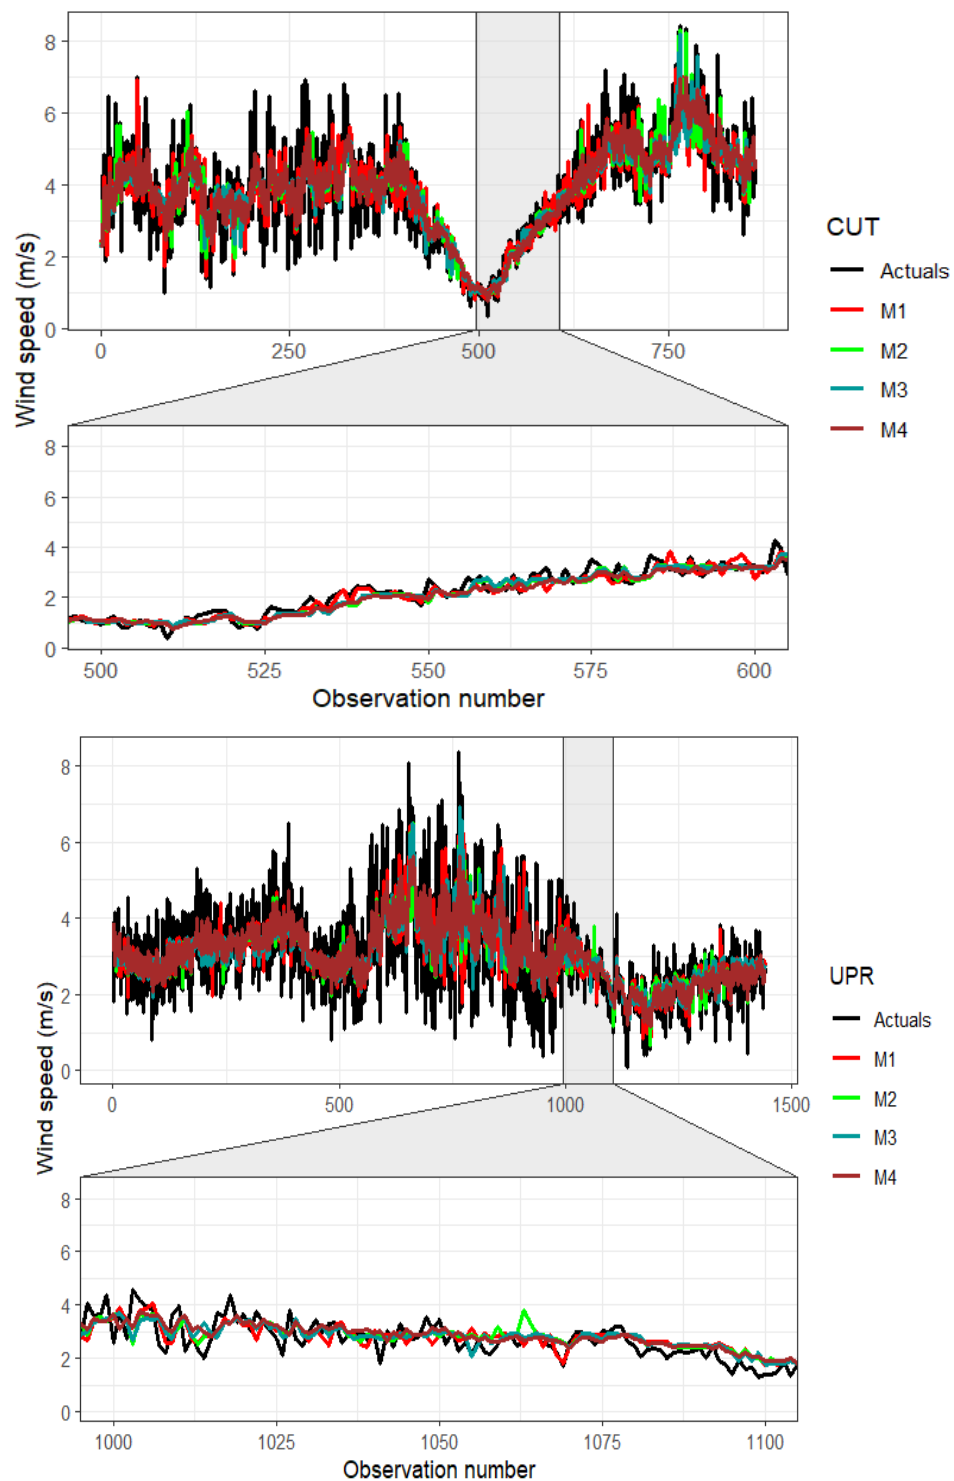 8
6
4
2
0
0 250 500 750
Wind speed (m/s)
8
6
4
2
0
500 525 550 575 600
Observation number
CUT
Actuals
M1
M2
M3
M4
8
6
4
2
0
0 500 1000 1500
Wind speed (m/s)
8
6
4
2
0
1000 1025 1050 1075 1100
Observation number
UPR
Actuals
M1
M2
M3
M4